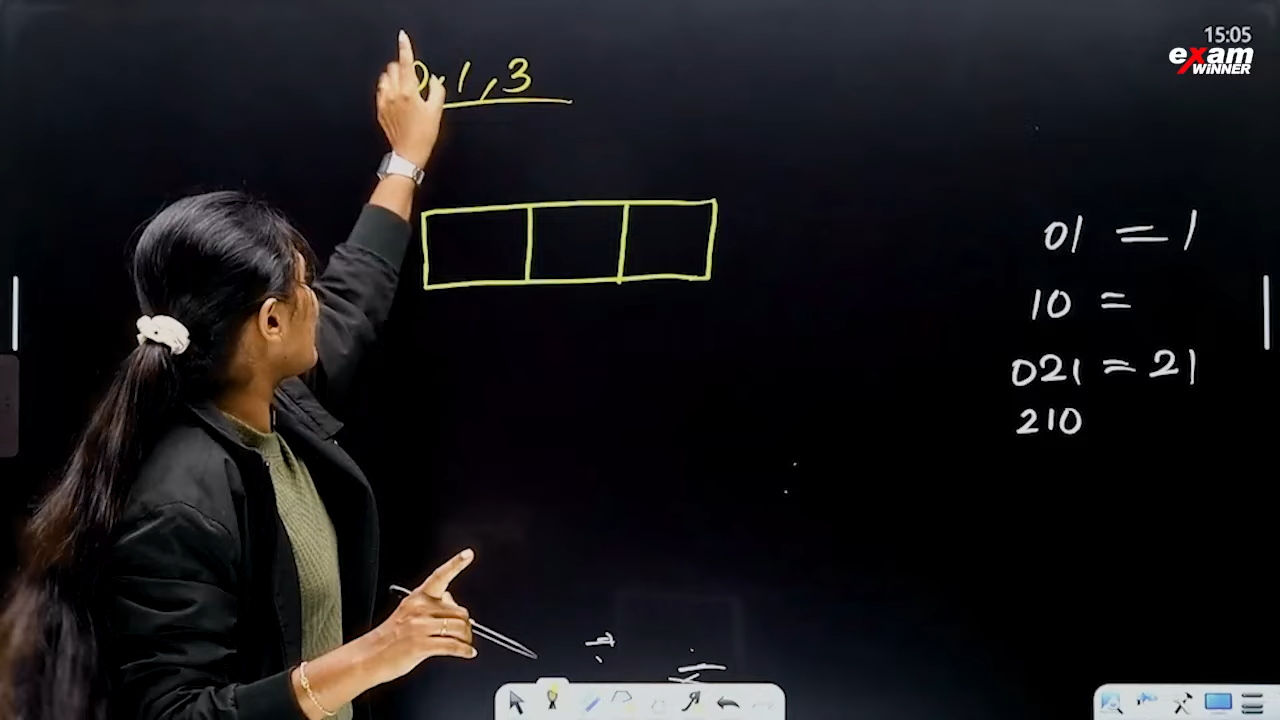 15:05
exam
WINNER
0, 1, 3
01 = 1
10 =
021 = 21
210